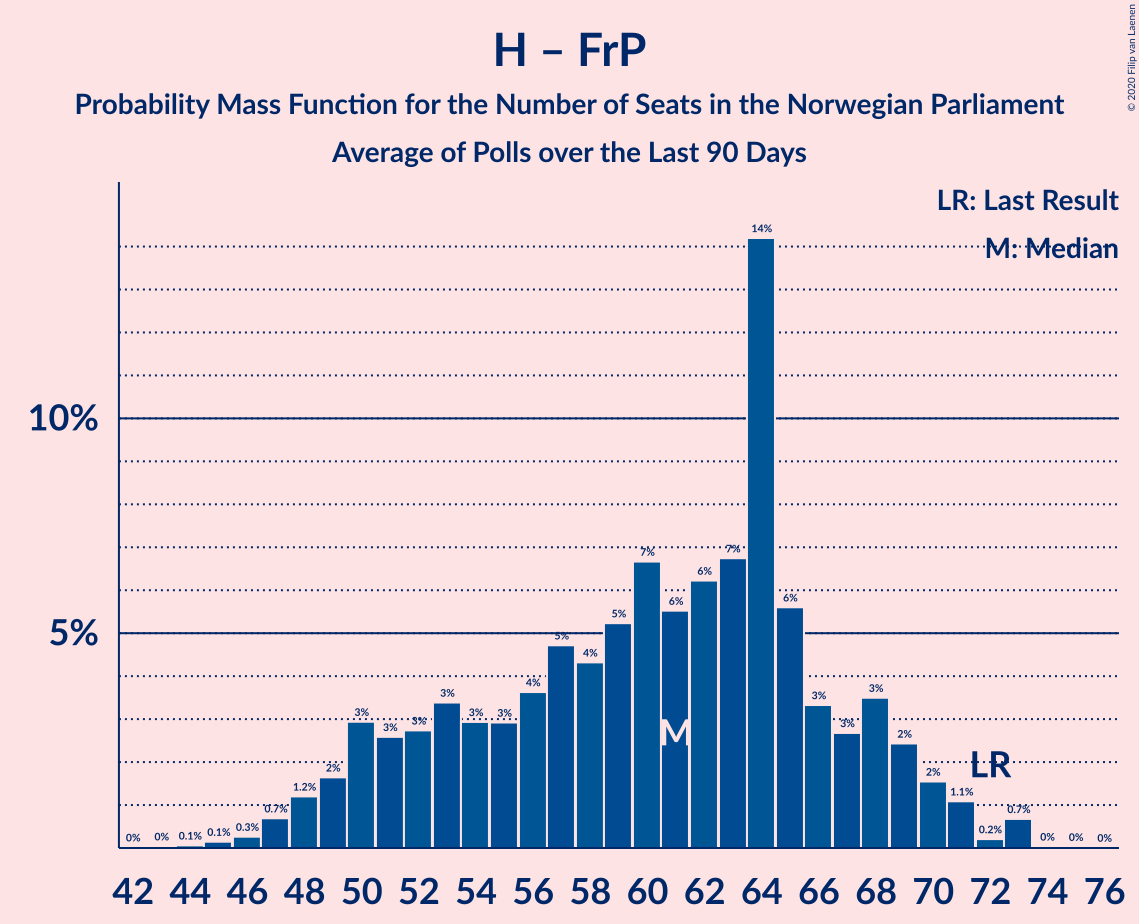 H – FrP
Probability Mass Function for the Number of Seats in the Norwegian Parliament
Average of Polls over the Last 90 Days
© 2020 Filip van Laenen
LR: Last Result
M: Median
10%
5%
0% 0% 0.1% 0.1% 0.3% 0.7% 1.2% 2% 3% 3% 3% 3% 3% 3% 4% 5% 4% 5% 7% 6% 6% 7% 14% 6% 3% 3% 3% 2% 2% 1.1% 0.2% 0.7% 0% 0% 0%
M
LR
42 44 46 48 50 52 54 56 58 60 62 64 66 68 70 72 74 76